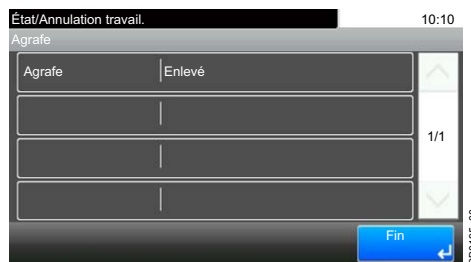 État/Annulation travail.
10:10
Agrafe
Agrafe Enlevé
1/1
Fin